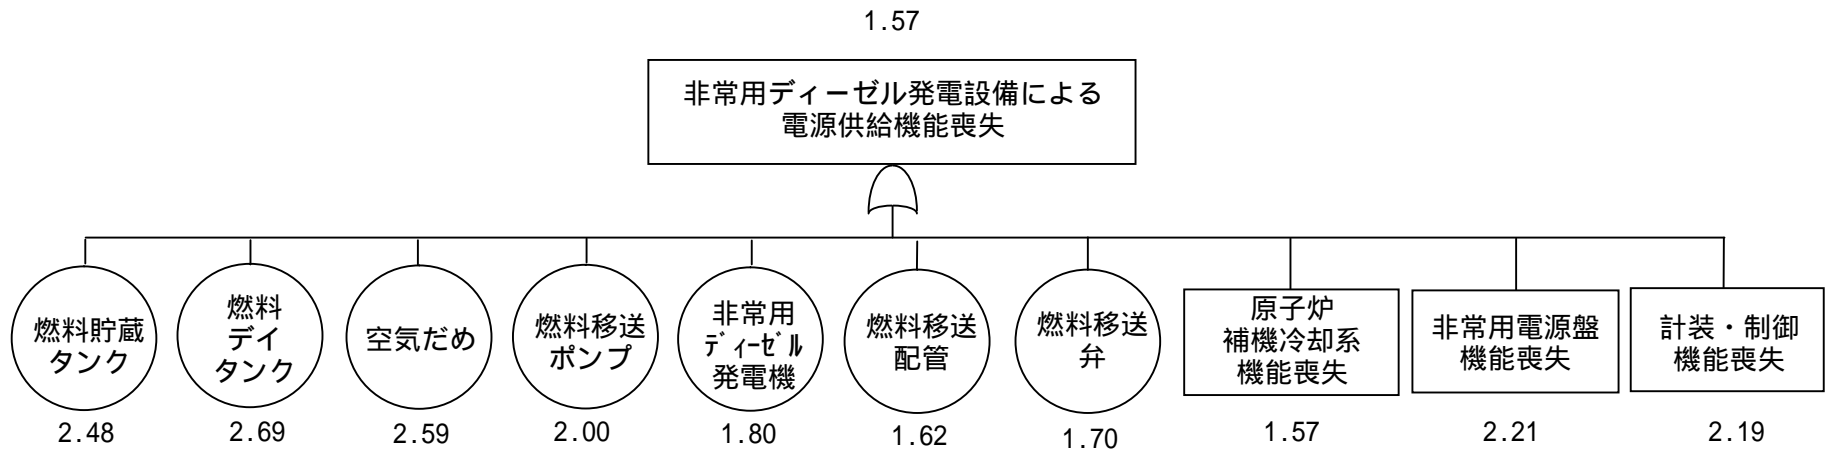 1.57
非常用ディーゼル発電設備による
電源供給機能喪失
燃料貯蔵
タンク
2.48
燃料
デイ
タンク
2.69
空気だめ
2.59
燃料移送
ポンプ
2.00
非常用
ディーゼル
発電機
1.80
燃料移送
配管
1.62
燃料移送
弁
1.70
原子炉
補機冷却系
機能喪失
1.57
非常用電源盤
機能喪失
2.21
計装・制御
機能喪失
2.19